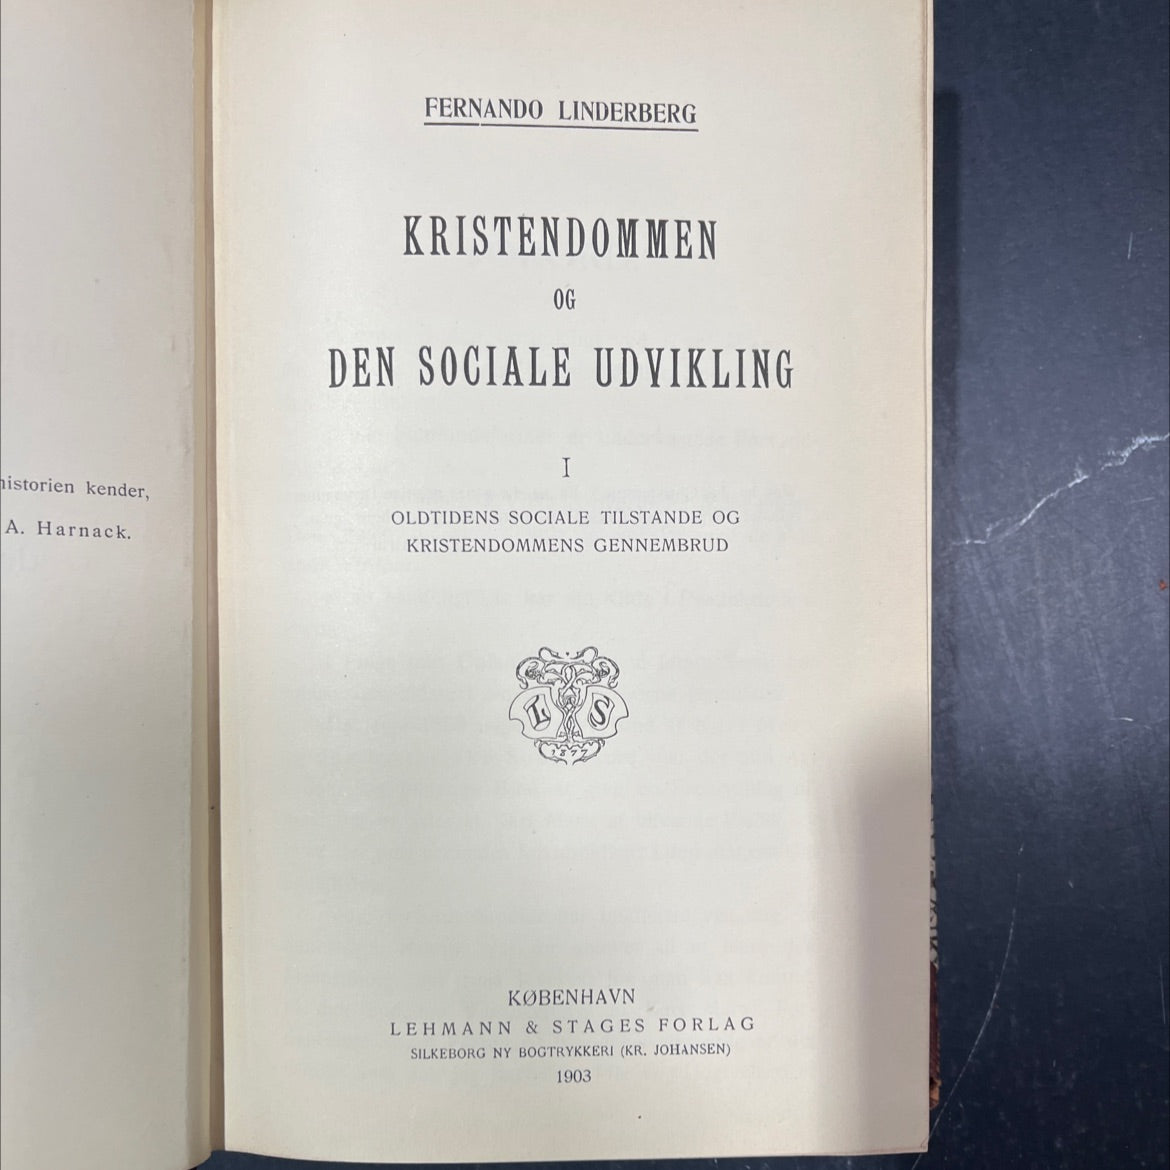 historien kender,
A. Harnack.
FERNANDO LINDERBERG
KRISTENDOMMEN
OG
DEN SOCIALE UDVIKLING
I
OLDTIDENS SOCIALE TILSTANDE OG
KRISTENDOMMENS GENNEMBRUD
L S
1877
KØBENHAVN
LEHMANN & STAGES FORLAG
SILKEBORG NY BOGTRYKKERI (KR. JOHANSEN)
1903